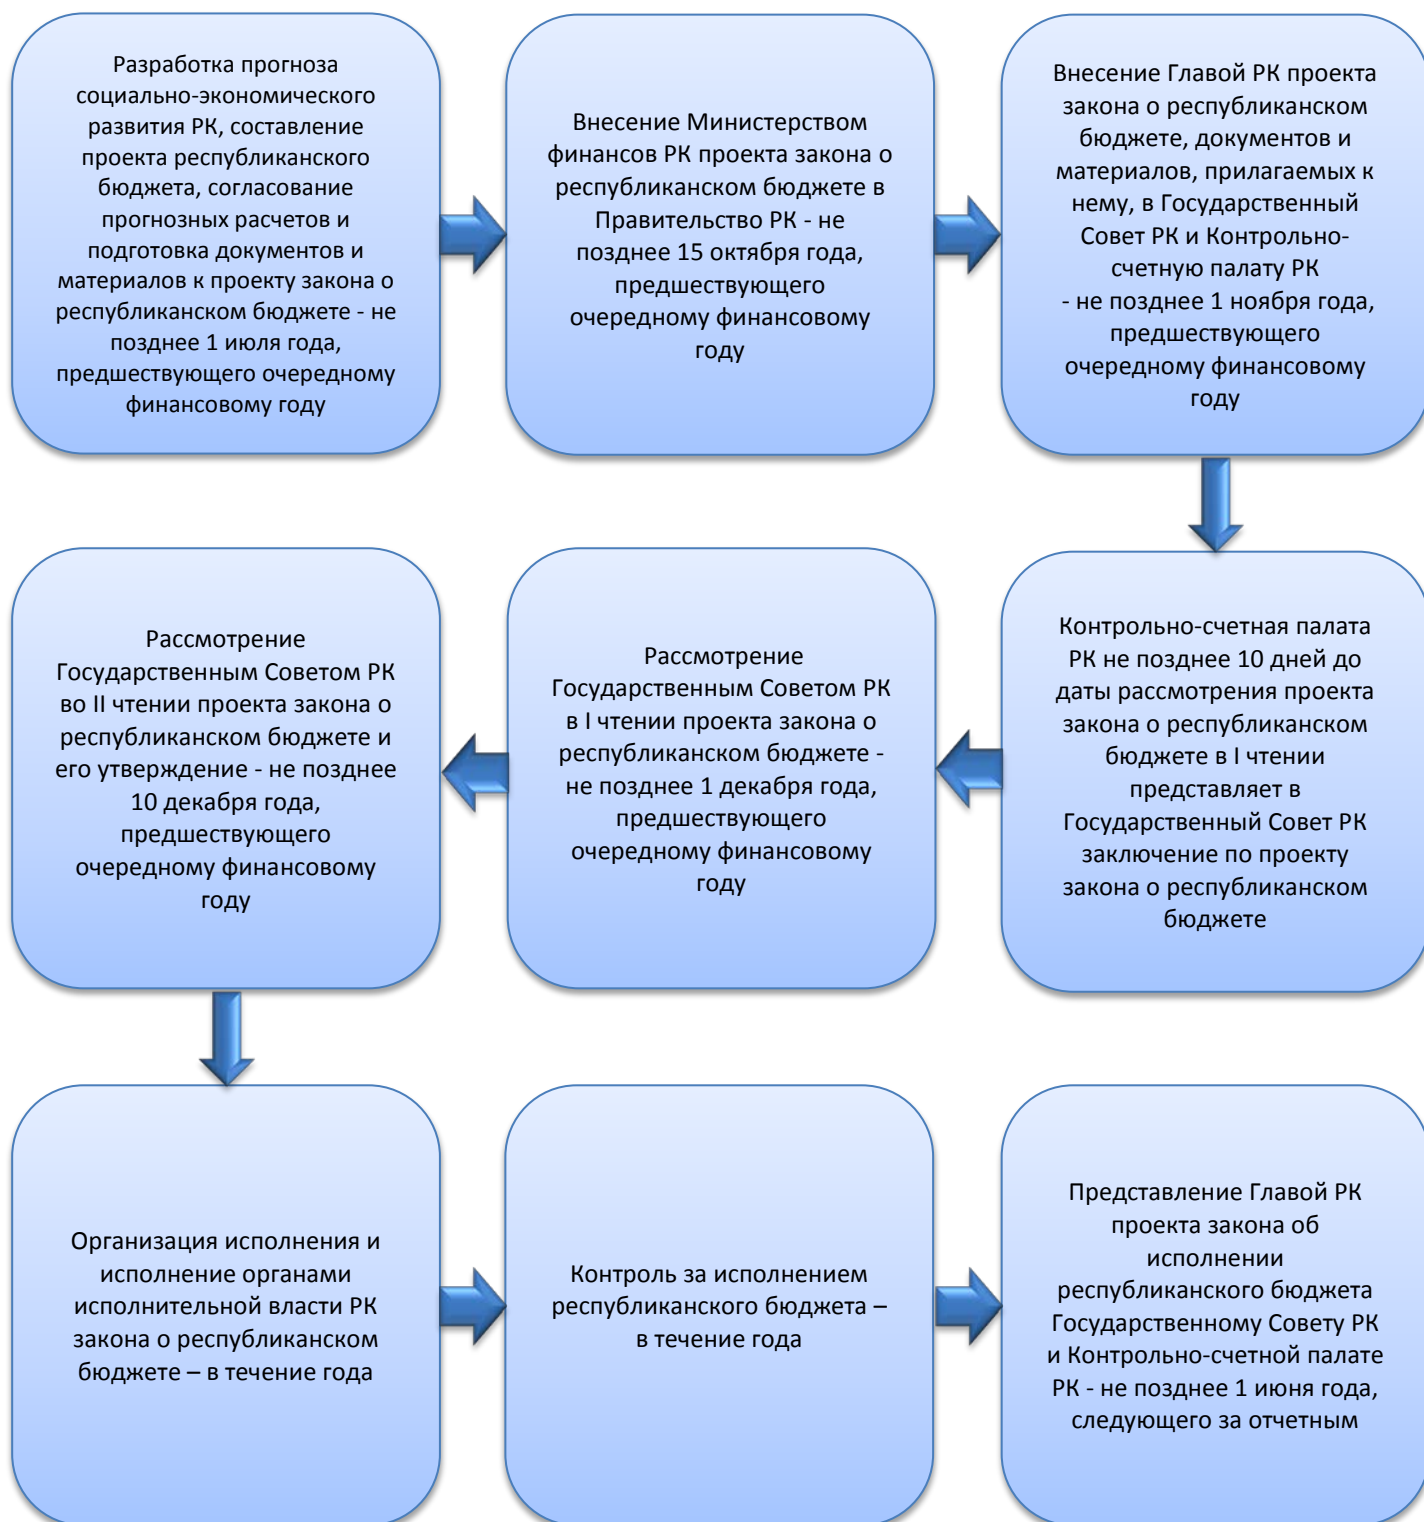 Разработка прогноза
социально-экономического
развития РК, составление
проекта республиканского
бюджета, согласование
прогнозных расчетов и
подготовка документов и
материалов к проекту закона о
республиканском бюджете - не
позднее 1 июля года,
предшествующего очередному
финансовому году
Внесение Министерством
финансов РК проекта закона о
республиканском бюджете в
Правительство РК - не
позднее 15 октября года,
предшествующего
очередному финансовому
году
Внесение Главой РК проекта
закона о республиканском
бюджете, документов и
материалов, прилагаемых к
нему, в Государственный
Совет РК и Контрольно-
счетную палату РК
- не позднее 1 ноября года,
предшествующего
очередному финансовому
году
Контрольно-счетная палата
РК не позднее 10 дней до
даты рассмотрения проекта
закона о республиканском
бюджете в I чтении
представляет в
Государственный Совет РК
заключение по проекту
закона о республиканском
бюджете
Рассмотрение
Государственным Советом РК
в I чтении проекта закона о
республиканском бюджете -
не позднее 1 декабря года,
предшествующего
очередному финансовому
году
Рассмотрение
Государственным Советом РК
во II чтении проекта закона о
республиканском бюджете и
его утверждение - не позднее
10 декабря года,
предшествующего
очередному финансовому
году
Организация исполнения и
исполнение органами
исполнительной власти РК
закона о республиканском
бюджете – в течение года
Контроль за исполнением
республиканского бюджета –
в течение года
Представление Главой РК
проекта закона об
исполнении
республиканского бюджета
Государственному Совету РК
и Контрольно-счетной палате
РК - не позднее 1 июня года,
следующего за отчетным